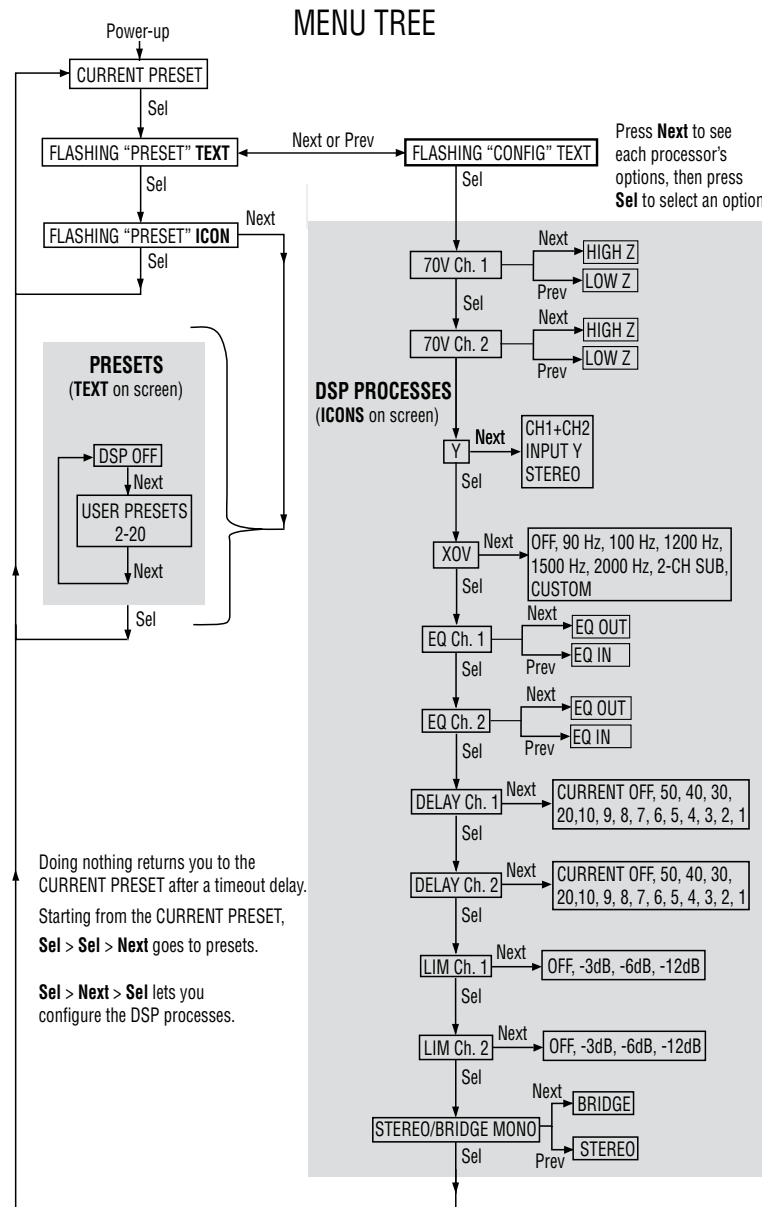 MENU TREE
Power-up
CURRENT PRESET
Sel
FLASHING “PRESET” TEXT
Next or Prev
FLASHING “CONFIG” TEXT
Press Next to see
each processor's
options, then press
Sel to select an option
Sel
Sel
FLASHING “PRESET” ICON
Next
Sel
PRESETS
(TEXT on screen)
DSP OFF
Next
USER PRESETS
2-20
Next
Sel
DSP PROCESSES
(ICONS on screen)
70V Ch. 1
Next
HIGH Z
Prev
LOW Z
Sel
70V Ch. 2
Next
HIGH Z
Prev
LOW Z
Y
Next
CH1+CH2
INPUT Y
STEREO
Sel
XOV
Next
OFF, 90 Hz, 100 Hz, 1200 Hz,
1500 Hz, 2000 Hz, 2-CH SUB,
CUSTOM
Sel
EQ Ch. 1
Next
EQ OUT
Prev
EQ IN
Sel
EQ Ch. 2
Next
EQ OUT
Prev
EQ IN
Sel
DELAY Ch. 1
Next
CURRENT OFF, 50, 40, 30,
20,10, 9, 8, 7, 6, 5, 4, 3, 2, 1
Sel
DELAY Ch. 2
Next
CURRENT OFF, 50, 40, 30,
20,10, 9, 8, 7, 6, 5, 4, 3, 2, 1
Sel
LIM Ch. 1
Next
OFF, -3dB, -6dB, -12dB
Sel
LIM Ch. 2
Next
OFF, -3dB, -6dB, -12dB
Sel
STEREO/BRIDGE MONO
Next
BRIDGE
Prev
STEREO
Sel
Doing nothing returns you to the
CURRENT PRESET after a timeout delay.
Starting from the CURRENT PRESET,
Sel > Sel > Next goes to presets.
Sel > Next > Sel lets you
configure the DSP processes.